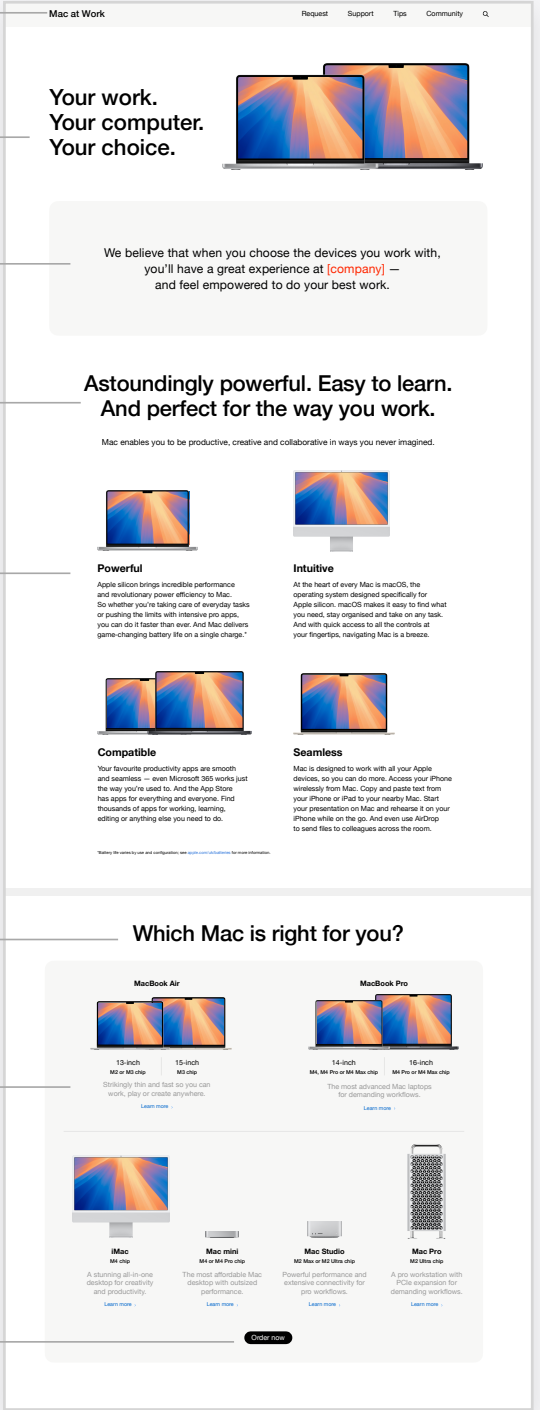 Mac at Work
Request Support Tips Community
Your work.
Your computer.
Your choice.
We believe that when you choose the devices you work with,
you'll have a great experience at [company] —
and feel empowered to do your best work.
Astoundingly powerful. Easy to learn.
And perfect for the way you work.
Mac enables you to be productive, creative and collaborative in ways you never imagined.
Powerful
Apple silicon brings incredible performance
and revolutionary power efficiency to Mac.
So whether you're taking care of everyday tasks
or pushing the limits with intensive pro apps,
you can do it faster than ever. And Mac delivers
game-changing battery life on a single charge.*
Intuitive
At the heart of every Mac is macOS, the
operating system designed specifically for
Apple silicon. macOS makes it easy to find what
you need, stay organised and take on any task.
And with quick access to all the controls at
your fingertips, navigating Mac is a breeze.
Compatible
Your favourite productivity apps are smooth
and seamless — even Microsoft 365 works just
the way you're used to. And the App Store
has apps for everything and everyone. Find
thousands of apps for working, learning,
editing or anything else you need to do.
Seamless
Mac is designed to work with all your Apple
devices, so you can do more. Access your iPhone
wirelessly from Mac. Copy and paste text from
your iPhone or iPad to your nearby Mac. Start
your presentation on Mac and rehearse it on your
iPhone while on the go. And even use AirDrop
to send files to colleagues across the room.
*Battery life varies by use and configuration; see apple.com/uk/batteries for more information.
Which Mac is right for you?
MacBook Air
13-inch 15-inch
M2 or M3 chip M3 chip
Strikingly thin and fast so you can
work, play or create anywhere.
Learn more ›
MacBook Pro
14-inch 16-inch
M4, M4 Pro or M4 Max chip M4 Pro or M4 Max chip
The most advanced Mac laptops
for demanding workflows.
Learn more ›
iMac
M4 chip
A stunning all-in-one
desktop for creativity
and productivity.
Learn more ›
Mac mini
M4 or M4 Pro chip
The most affordable Mac
desktop with outsized
performance.
Learn more ›
Mac Studio
M2 Max or M2 Ultra chip
Powerful performance and
extensive connectivity for
pro workflows.
Learn more ›
Mac Pro
M2 Ultra chip
A pro workstation with
PCIe expansion for
demanding workflows.
Learn more ›
Order now